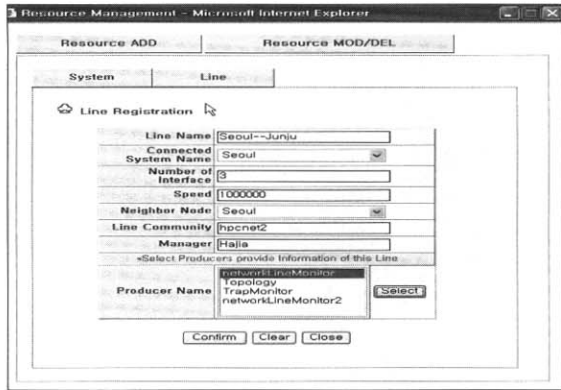 Resource Management - Microsoft Internet Explorer
Resource ADD
Resource MOD/DEL
System
Line
Line Registration
Line Name
Seoul--Junju
Connected System Name
Seoul
Number of Interface
3
Speed
1000000
Neighbor Node
Seoul
Line Community
hpcnet2
Manager
Hajia
*Select Producers provide Information of this Line
Producer Name
networkLineMonitor
Topology
TrapMonitor
networkLineMonitor2
Select
Confirm
Clear
Close